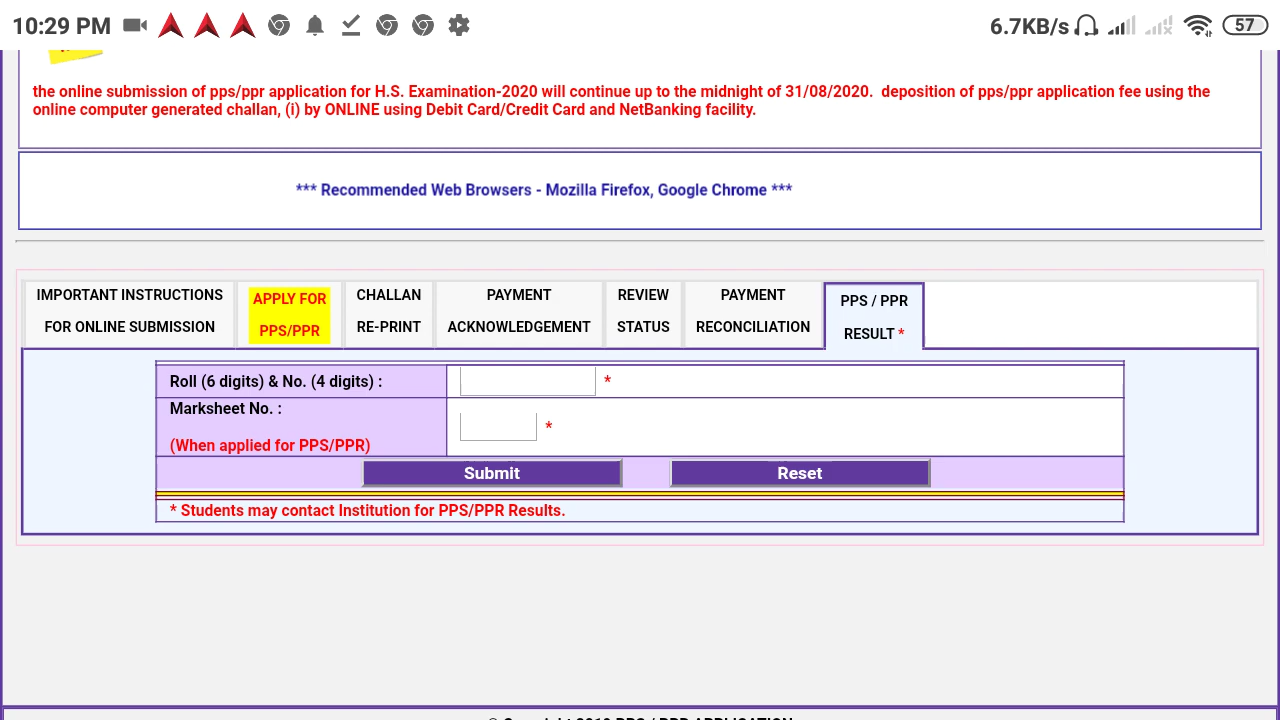 10:29 PM
6.7KB/s
57
the online submission of pps/ppr application for H.S. Examination-2020 will continue up to the midnight of 31/08/2020.  deposition of pps/ppr application fee using the
online computer generated challan, (i) by ONLINE using Debit Card/Credit Card and NetBanking facility.
*** Recommended Web Browsers - Mozilla Firefox, Google Chrome ***
IMPORTANT INSTRUCTIONS
FOR ONLINE SUBMISSION
APPLY FOR
PPS/PPR
CHALLAN
RE-PRINT
PAYMENT
ACKNOWLEDGEMENT
REVIEW
STATUS
PAYMENT
RECONCILIATION
PPS / PPR
RESULT *
Roll (6 digits) & No. (4 digits) :
*
Marksheet No. :
(When applied for PPS/PPR)
*
Submit
Reset
* Students may contact Institution for PPS/PPR Results.